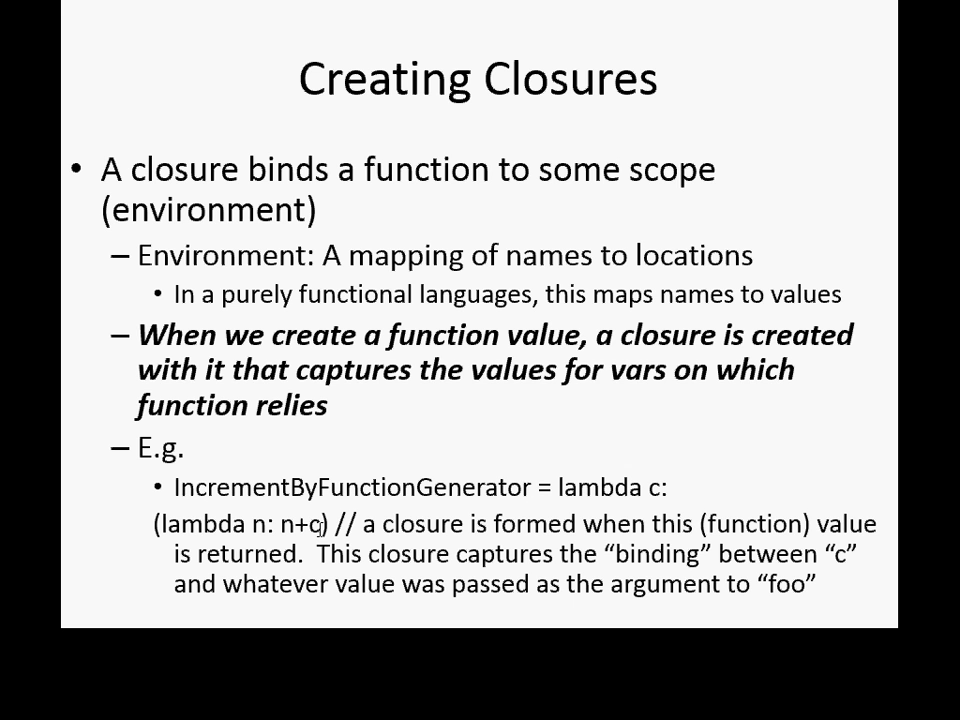 Creating Closures
• A closure binds a function to some scope
(environment)
– Environment: A mapping of names to locations
• In a purely functional languages, this maps names to values
– When we create a function value, a closure is created
with it that captures the values for vars on which
function relies
– E.g.
• IncrementByFunctionGenerator = lambda c:
(lambda n: n+c) // a closure is formed when this (function) value
is returned.  This closure captures the “binding” between “c”
and whatever value was passed as the argument to “foo”